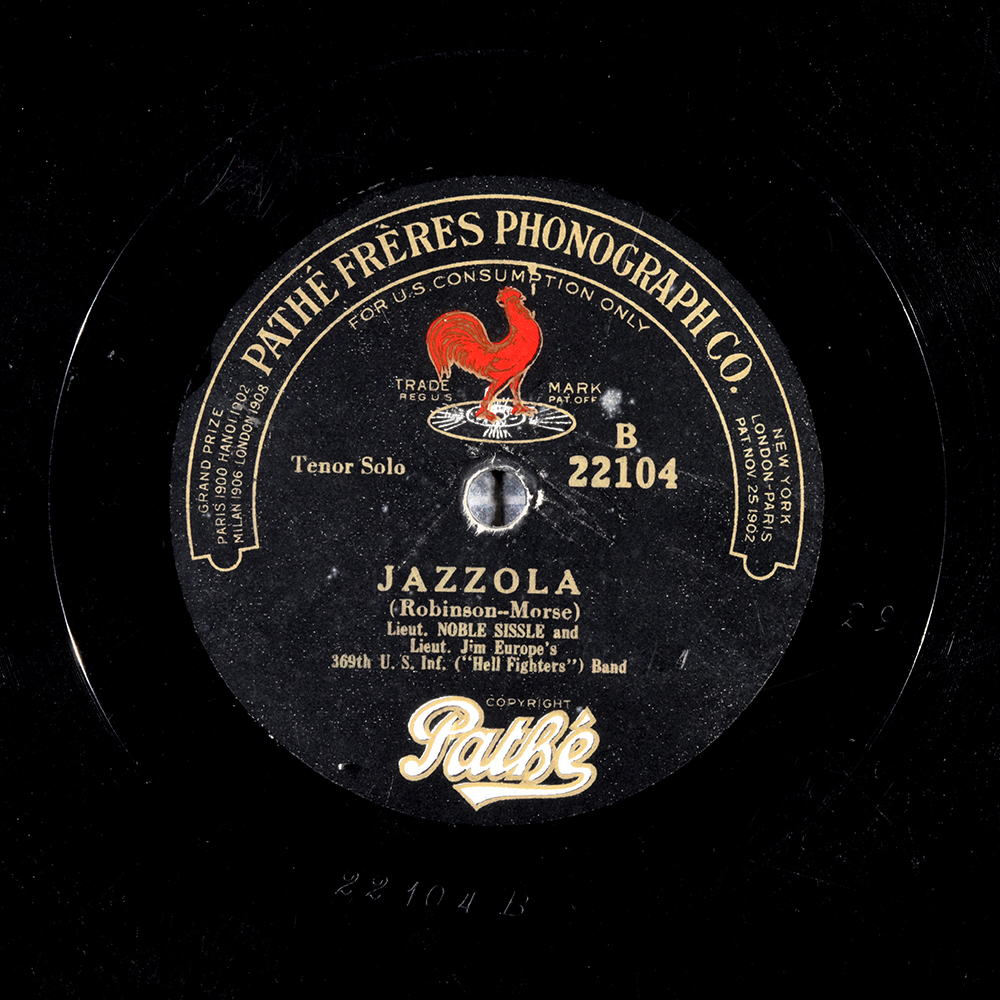 PATHÉ FRÈRES PHONOGRAPH CO.
FOR U.S. CONSUMPTION ONLY
GRAND PRIZE
PARIS 1900 HANOI 1902
MILAN 1906 LONDON 1908
NEW YORK
LONDON-PARIS
PAT. NOV. 25 1902
TRADE MARK
REG U S PAT. OFF.
B
Tenor Solo 22104
JAZZOLA
(Robinson-Morse)
Lieut. NOBLE SISSLE and
Lieut. Jim Europe's
369th U. S. Inf. ("Hell Fighters") Band
COPYRIGHT
Pathé
29
22104 B